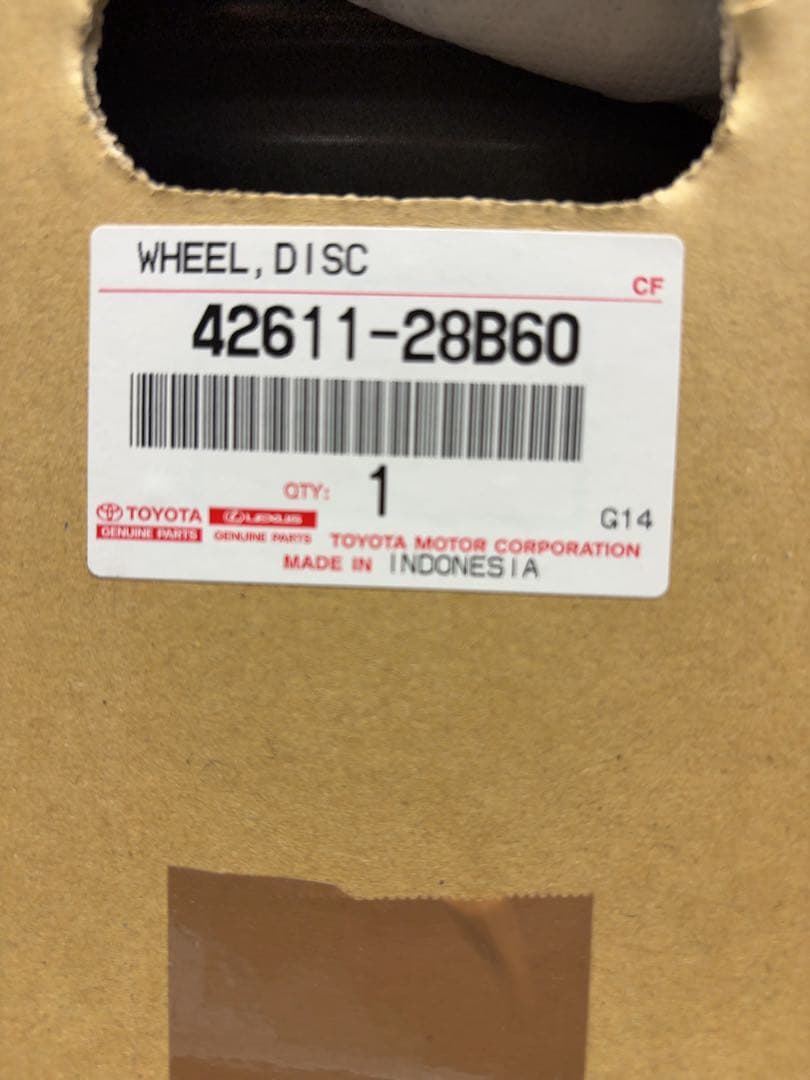 WHEEL,DISC
CF
42611-28B60
QTY: 1
G14
TOYOTA LEXUS
GENUINE PARTS GENUINE PARTS TOYOTA MOTOR CORPORATION
MADE IN INDONESIA